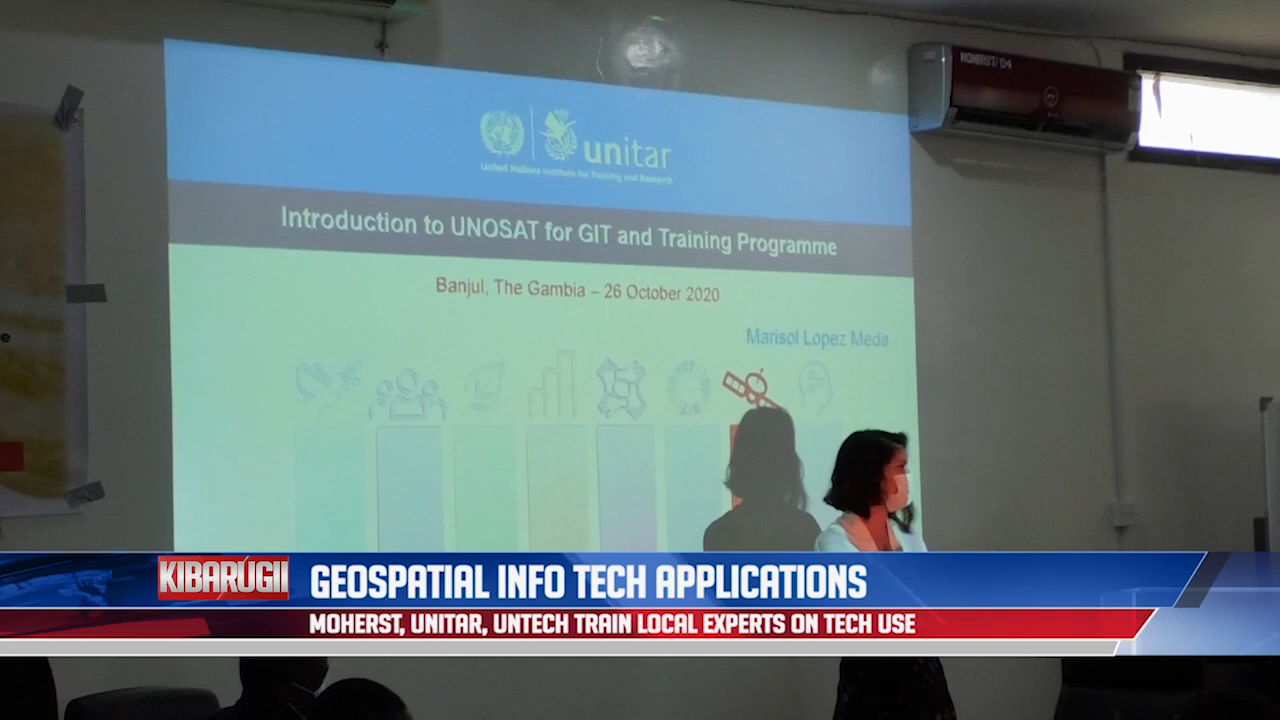 MOHERST/04
unitar
United Nations Institute for Training and Research
Introduction to UNOSAT for GIT and Training Programme
Banjul, The Gambia – 26 October 2020
Marisol Lopez Meda
e
KIBARUGII
GEOSPATIAL INFO TECH APPLICATIONS
MOHERST, UNITAR, UNTECH TRAIN LOCAL EXPERTS ON TECH USE